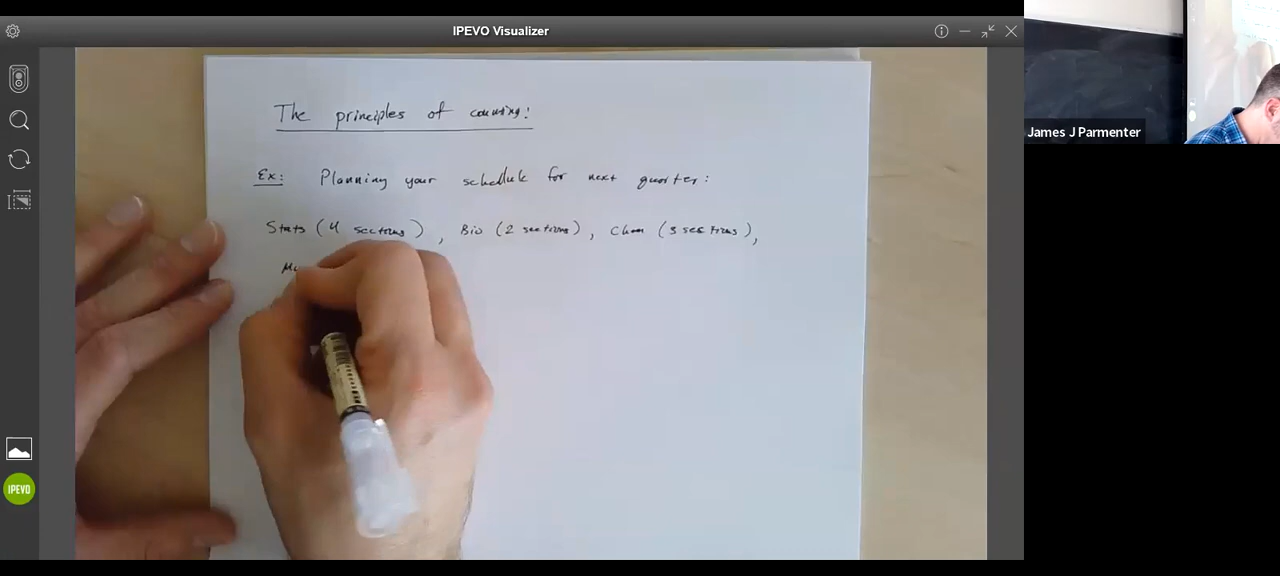 IPEVO Visualizer
The principles of counting:
James J Parmenter
Ex: Planning your schedule for next quarter:
Stats (4 sections), Bio (2 sections), Chem (3 sections),
IPEVO